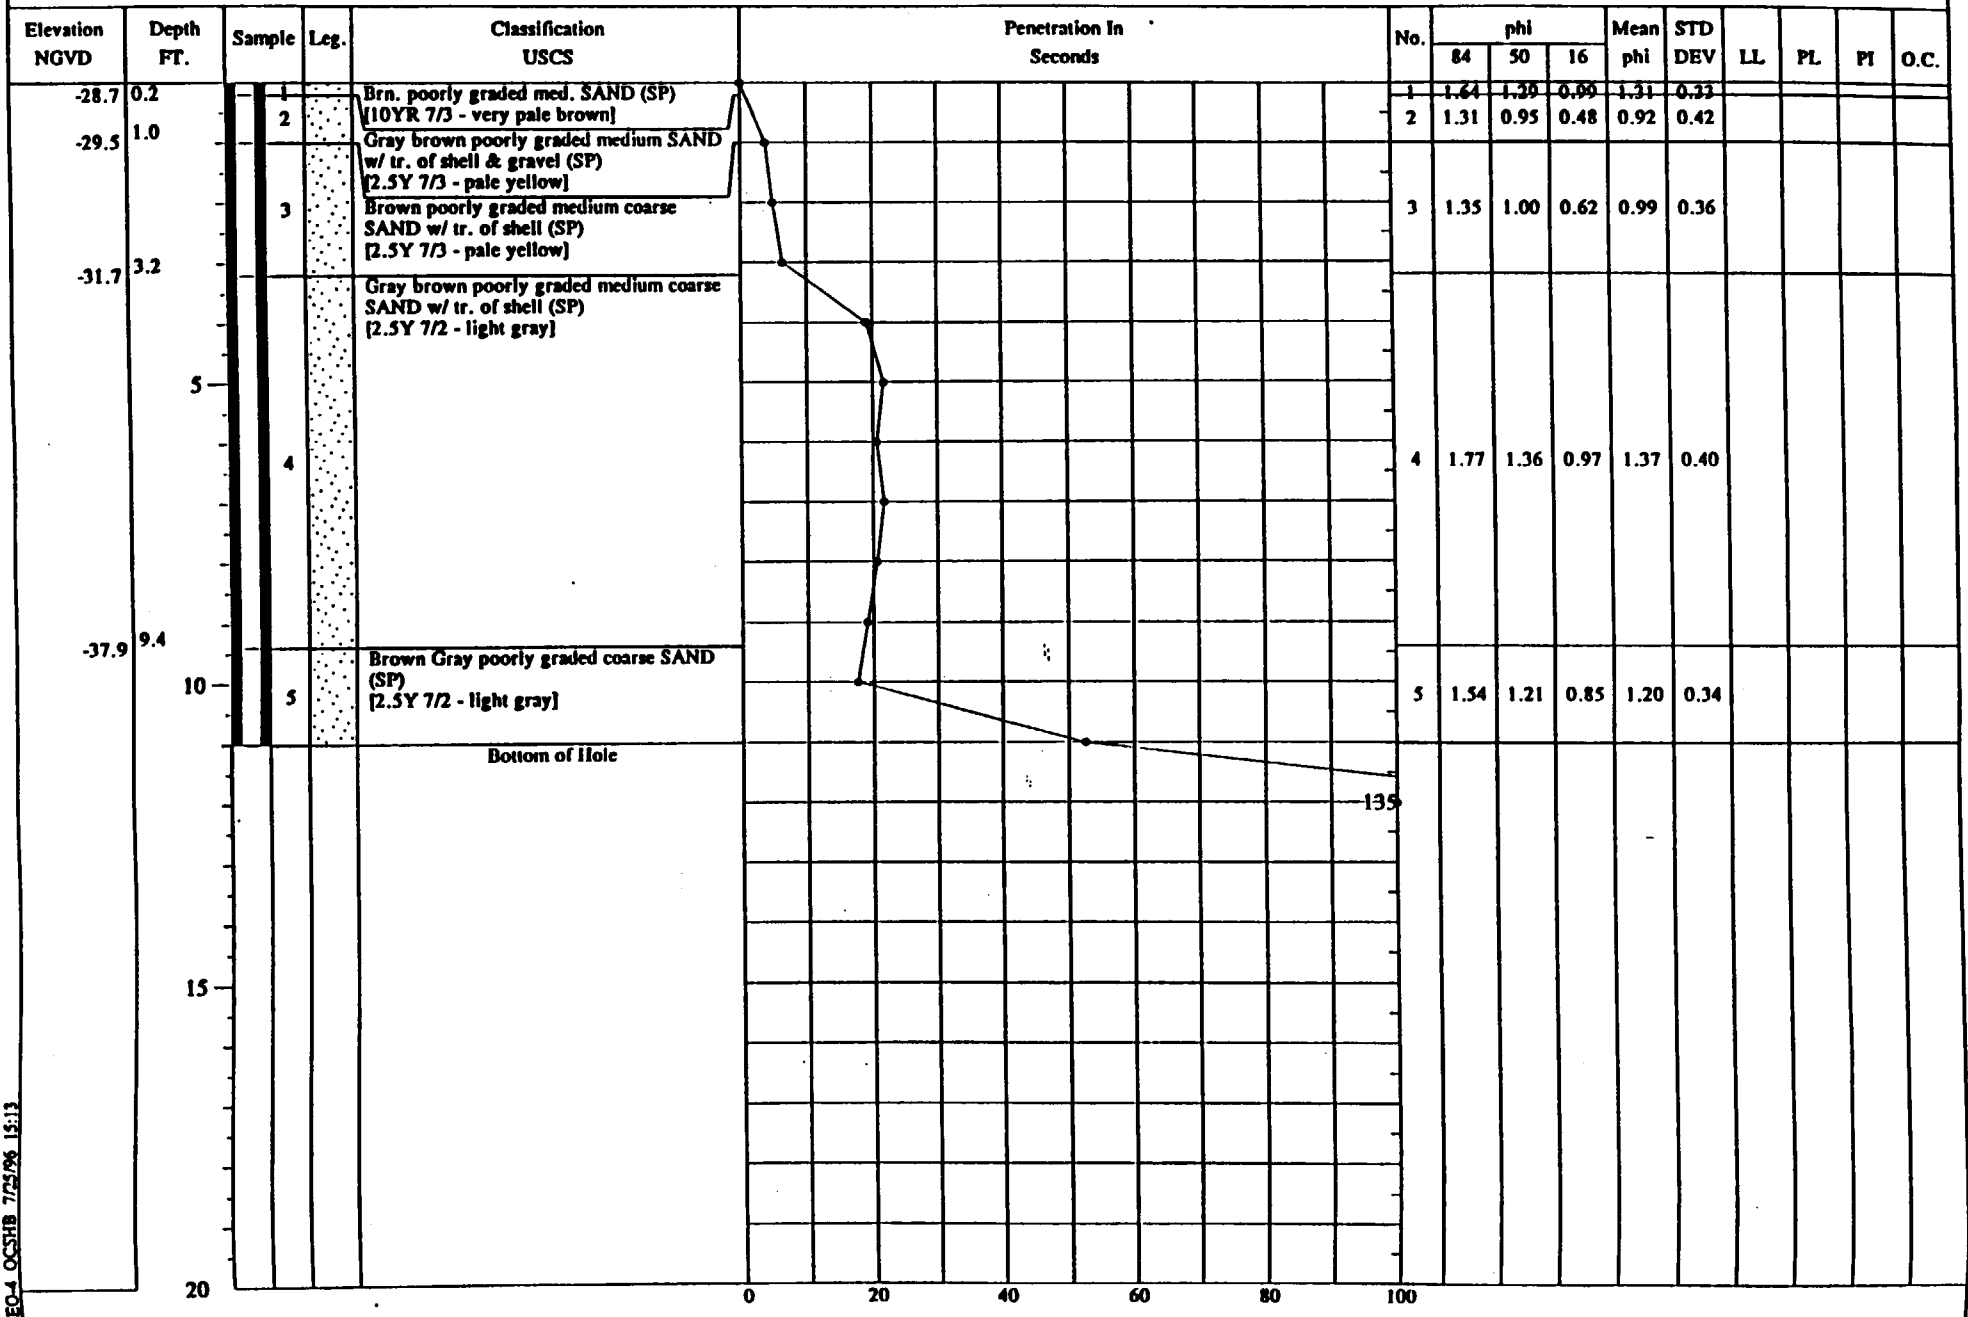 Elevation NGVD
Depth FT.
Sample
Leg.
Classification USCS
Penetration In Seconds
No.
phi
84 50 16
Mean phi
STD DEV
LL
PL
PI
O.C.
-28.7 0.2
1
Brn. poorly graded med. SAND (SP)
[10YR 7/3 - very pale brown]
1 1.64 1.29 0.99 1.31 0.33
2
2 1.31 0.95 0.48 0.92 0.42
-29.5 1.0
Gray brown poorly graded medium SAND
w/ tr. of shell & gravel (SP)
[2.5Y 7/3 - pale yellow]
3
Brown poorly graded medium coarse
SAND w/ tr. of shell (SP)
[2.5Y 7/3 - pale yellow]
3 1.35 1.00 0.62 0.99 0.36
-31.7 3.2
Gray brown poorly graded medium coarse
SAND w/ tr. of shell (SP)
[2.5Y 7/2 - light gray]
5
4
4 1.77 1.36 0.97 1.37 0.40
-37.9 9.4
Brown Gray poorly graded coarse SAND
(SP)
[2.5Y 7/2 - light gray]
10
5
5 1.54 1.21 0.85 1.20 0.34
Bottom of Hole
135
15
20
0 20 40 60 80 100
EO-4 OCSHB 7/25/96 15:13